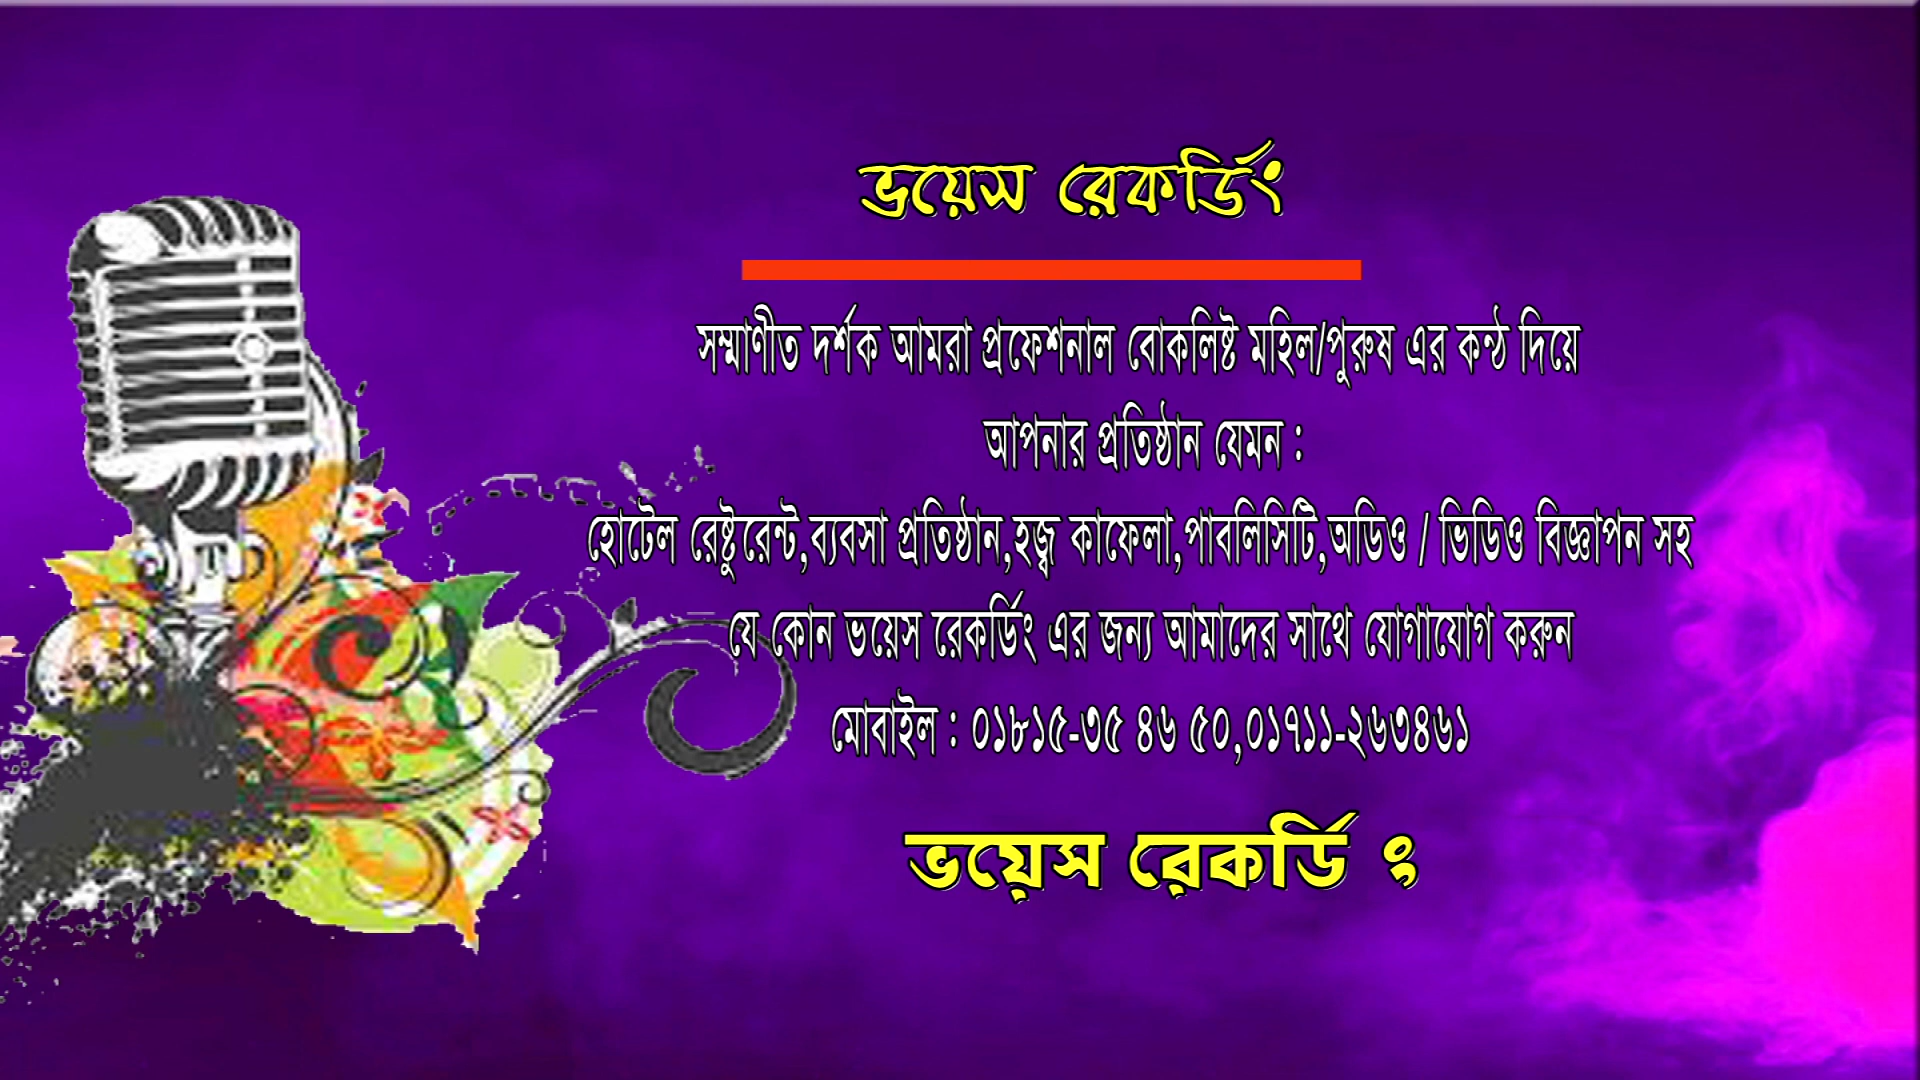 ভয়েস রেকর্ডিং
সম্মাণীত দর্শক আমরা প্রফেশনাল বোকলিষ্ট মহিল/পুরুষ এর কন্ঠ দিয়ে
আপনার প্রতিষ্ঠান যেমন :
হোটেল রেষ্টুরেন্ট,ব্যবসা প্রতিষ্ঠান,হজ্ব কাফেলা,পাবলিসিটি,অডিও / ভিডিও বিজ্ঞাপন সহ
যে কোন ভয়েস রেকর্ডিং এর জন্য আমাদের সাথে যোগাযোগ করুন
মোবাইল : ০১৮১৫-৩৫ ৪৬ ৫০,০১৭১১-২৬৩৪৬১
ভয়েস রেকর্ডি ং